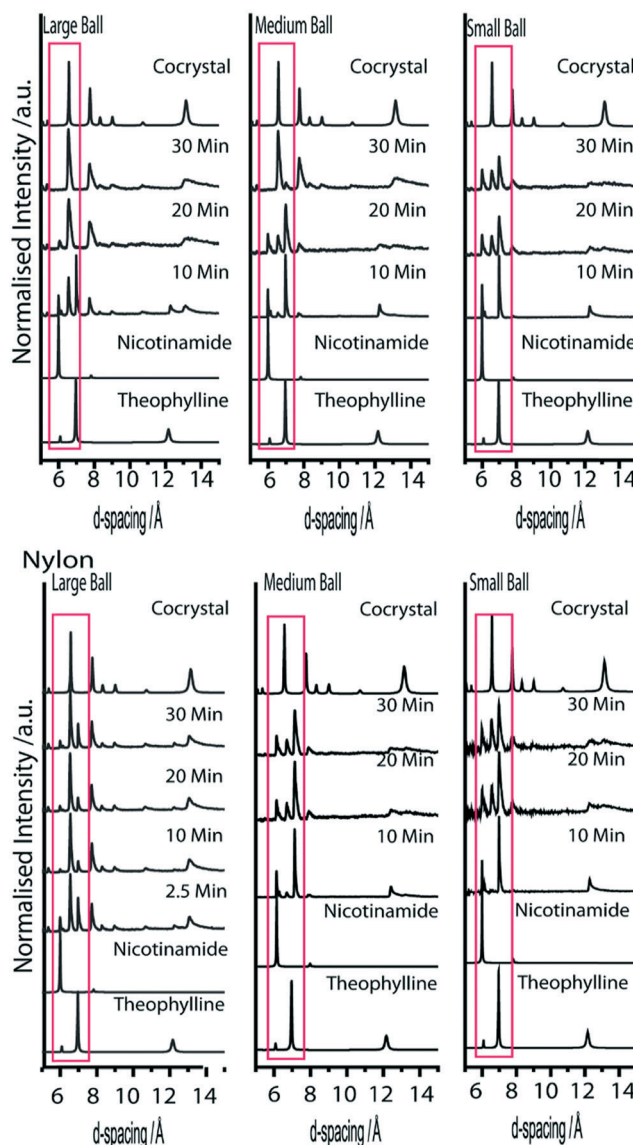 Large Ball
Medium Ball
Small Ball
Normalised Intensity /a.u.
Cocrystal
30 Min
20 Min
10 Min
Nicotinamide
Theophylline
Cocrystal
30 Min
20 Min
10 Min
Nicotinamide
Theophylline
Cocrystal
30 Min
20 Min
10 Min
Nicotinamide
Theophylline
6 8 10 12 14
6 8 10 12 14
6 8 10 12 14
d-spacing /Å
d-spacing /Å
d-spacing /Å
Nylon
Large Ball
Medium Ball
Small Ball
Normalised Intensity /a.u.
Cocrystal
30 Min
20 Min
10 Min
2.5 Min
Nicotinamide
Theophylline
Cocrystal
30 Min
20 Min
10 Min
Nicotinamide
Theophylline
Cocrystal
30 Min
20 Min
10 Min
Nicotinamide
Theophylline
6 8 10 12 14
6 8 10 12 14
6 8 10 12 14
d-spacing /Å
d-spacing /Å
d-spacing /Å